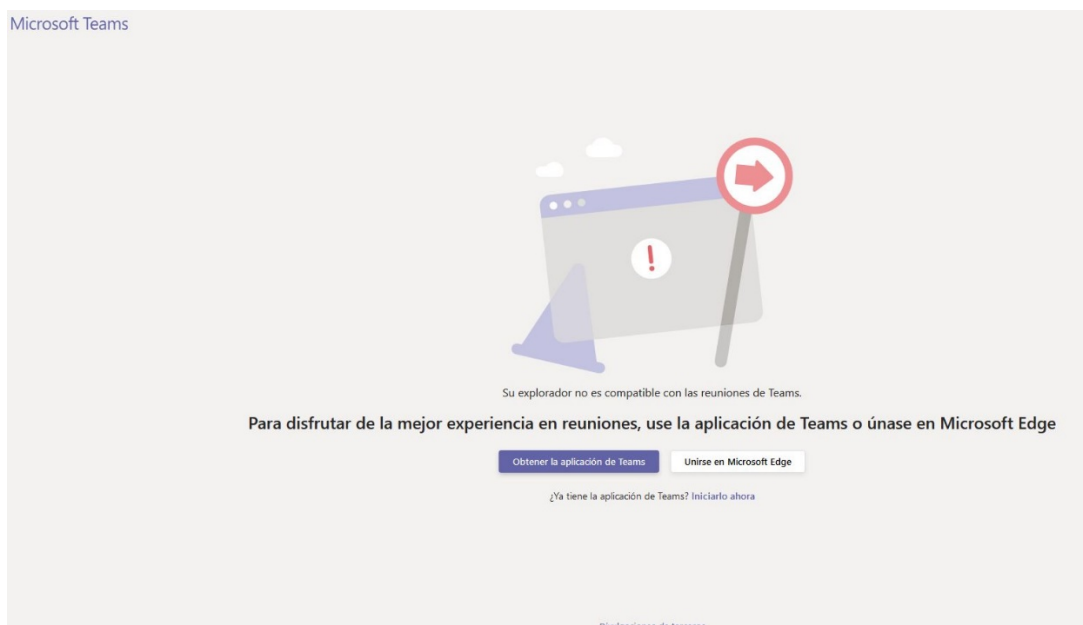 Microsoft Teams
Su explorador no es compatible con las reuniones de Teams.
Para disfrutar de la mejor experiencia en reuniones, use la aplicación de Teams o únase en Microsoft Edge
Obtener la aplicación de Teams
Unirse en Microsoft Edge
¿Ya tiene la aplicación de Teams? Iniciarlo ahora